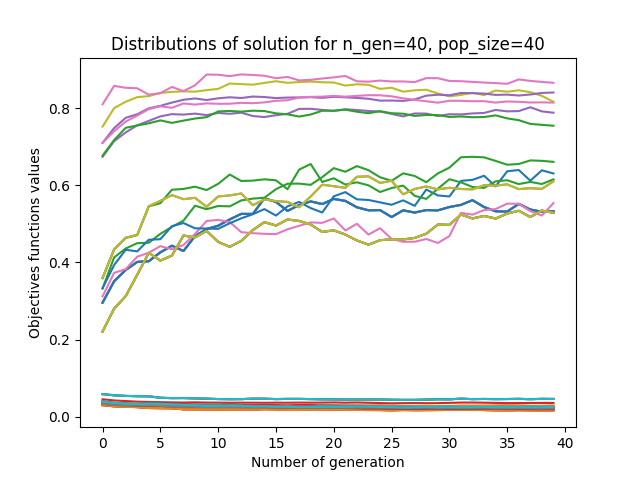 Distributions of solution for n_gen=40, pop_size=40
Objectives functions values
0.8
0.6
0.4
0.2
0.0
0 5 10 15 20 25 30 35 40
Number of generation